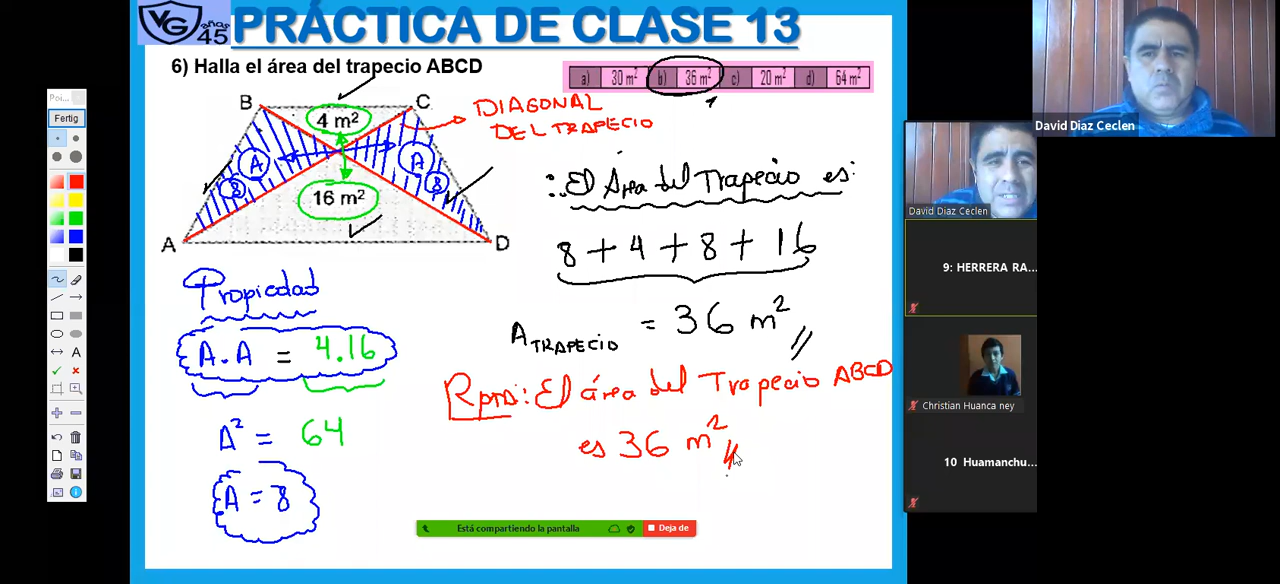 VG
años
45
PRÁCTICA DE CLASE 13
6) Halla el área del trapecio ABCD
a) 30 m² b) 36 m² c) 20 m² d) 64 m²
B
C
4 m²
A
A
8
8
16 m²
A
D
DIAGONAL
DEL TRAPECIO
∴ El Área del Trapecio es:
8 + 4 + 8 + 16
A TRAPECIO = 36 m²
Propiedad
A.A = 4.16
A² = 64
A = 8
Rpta: El área del Trapecio ABCD
es 36 m²
Fertig
A
Está compartiendo la pantalla
Deja de
David Diaz Ceclen
David Diaz Ceclen
9: HERRERA RA...
Christian Huanca ney
10 Huamanchu...